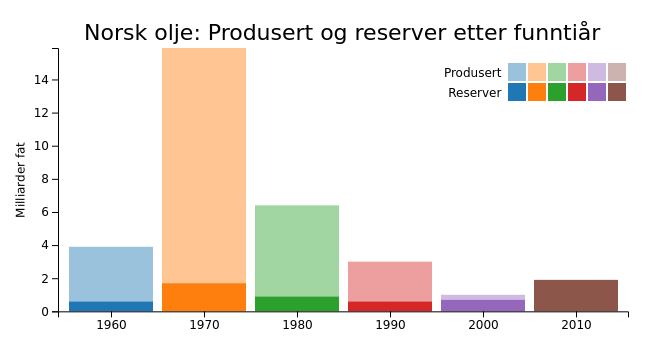 Norsk olje: Produsert og reserver etter funntiår
Produsert
Reserver
Milliarder fat
14
12
10
8
6
4
2
0
1960 1970 1980 1990 2000 2010